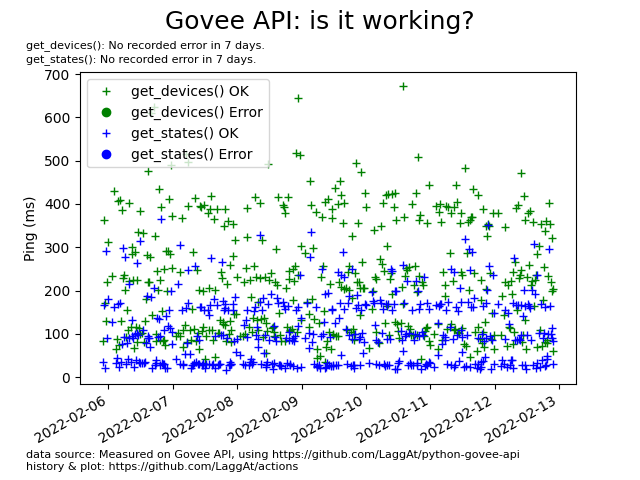 Govee API: is it working?
get_devices(): No recorded error in 7 days.
get_states(): No recorded error in 7 days.
700
600
500
400
300
200
100
0
Ping (ms)
get_devices() OK
get_devices() Error
get_states() OK
get_states() Error
2022-02-06
2022-02-07
2022-02-08
2022-02-09
2022-02-10
2022-02-11
2022-02-12
2022-02-13
data source: Measured on Govee API, using https://github.com/LaggAt/python-govee-api
history & plot: https://github.com/LaggAt/actions